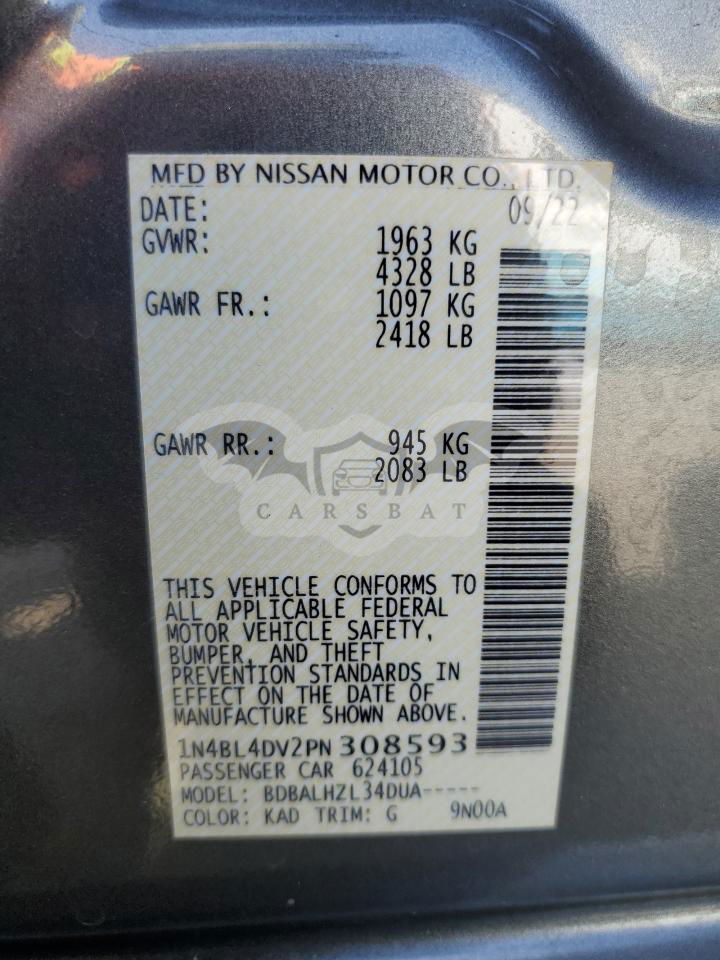 MFD BY NISSAN MOTOR CO., LTD.
DATE: 09/22
GVWR: 1963 KG
4328 LB
GAWR FR.: 1097 KG
2418 LB
GAWR RR.: 945 KG
2083 LB
CARSBAT
THIS VEHICLE CONFORMS TO
ALL APPLICABLE FEDERAL
MOTOR VEHICLE SAFETY,
BUMPER, AND THEFT
PREVENTION STANDARDS IN
EFFECT ON THE DATE OF
MANUFACTURE SHOWN ABOVE.
1N4BL4DV2PN308593
PASSENGER CAR 624105
MODEL: BDBALHZL34DUA-----
COLOR: KAD TRIM: G 9N00A